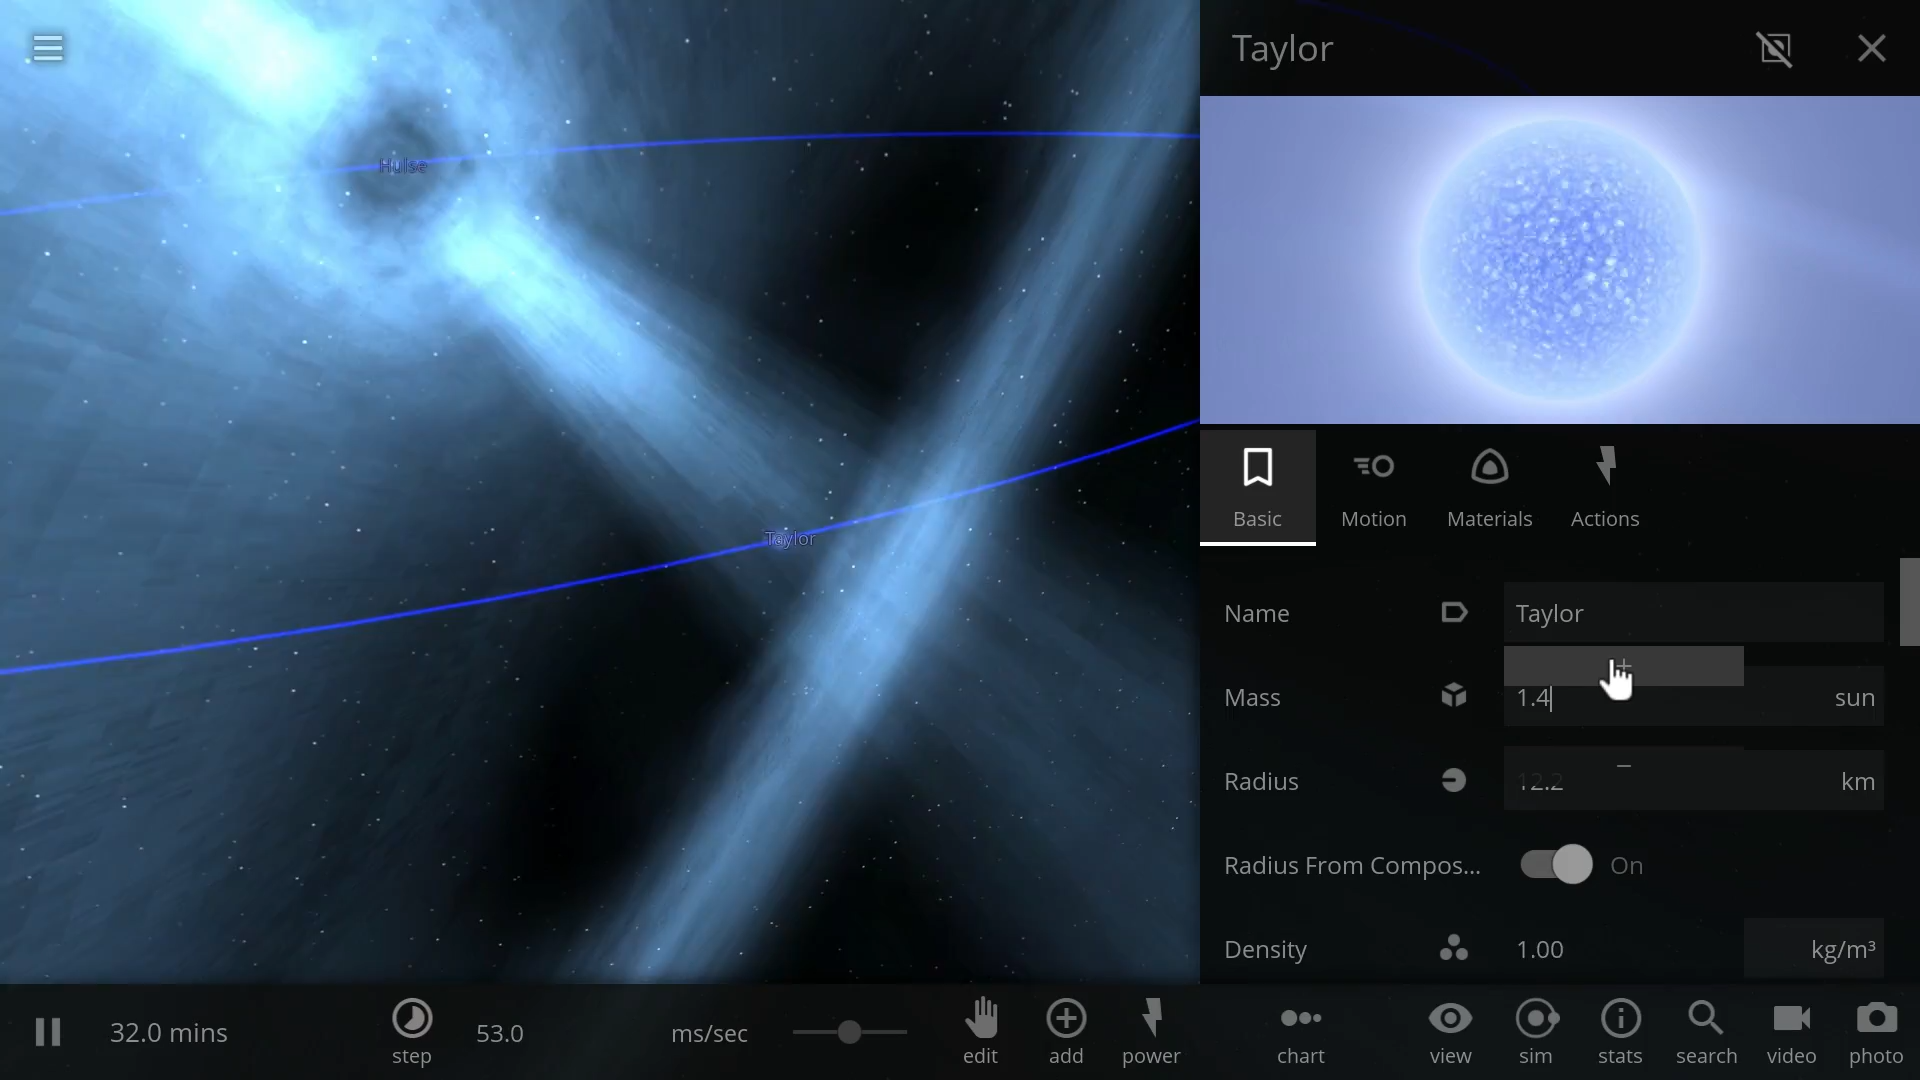 Taylor
Hulse
Taylor
Basic
Motion
Materials
Actions
Name
Taylor
+
Mass
1.4
sun
Radius
12.2
−
km
Radius From Compos...
On
Density
1.00
kg/m³
32.0 mins
step
53.0
ms/sec
edit
add
power
chart
view
sim
stats
search
video
photo